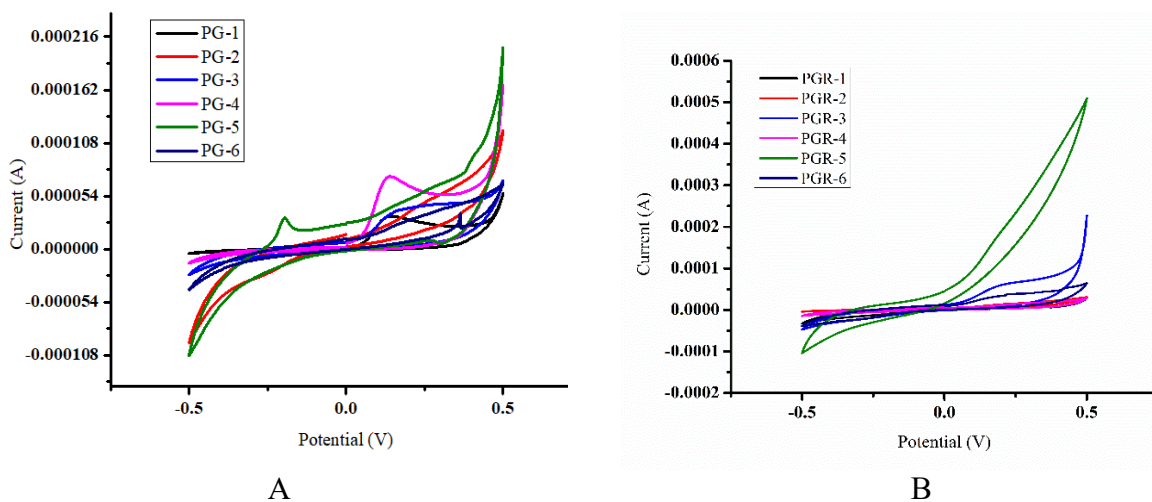 0.000216
0.000162
0.000108
0.000054
0.000000
-0.000054
-0.000108
Current (A)
PG-1
PG-2
PG-3
PG-4
PG-5
PG-6
-0.5
0.0
0.5
Potential (V)
A
0.0006
0.0005
0.0004
0.0003
0.0002
0.0001
0.0000
-0.0001
-0.0002
Current (A)
PGR-1
PGR-2
PGR-3
PGR-4
PGR-5
PGR-6
-0.5
0.0
0.5
Potential (V)
B